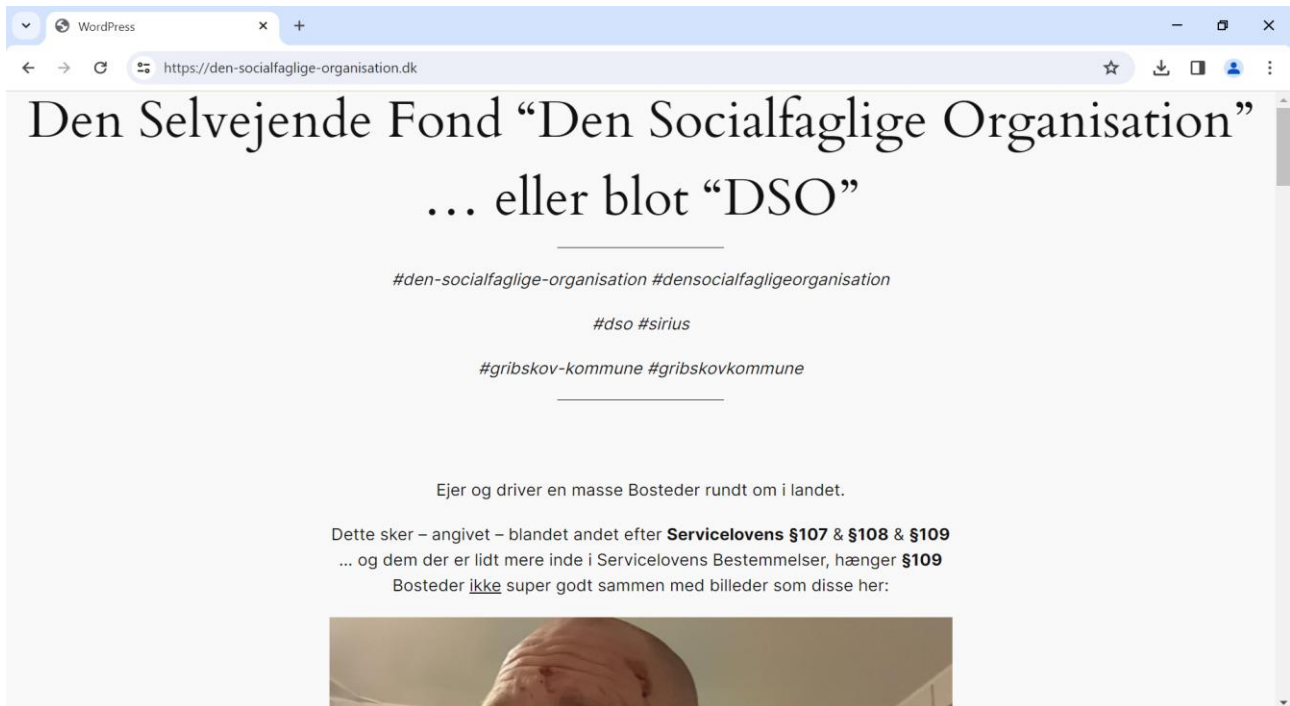 WordPress
https://den-socialfaglige-organisation.dk
Den Selvejende Fond “Den Socialfaglige Organisation”
… eller blot “DSO”
#den-socialfaglige-organisation #densocialfagligeorganisation
#dso #sirius
#gribskov-kommune #gribskovkommune
Ejer og driver en masse Bosteder rundt om i landet.
Dette sker – angivet – blandt andet efter Servicelovens §107 & §108 & §109
… og dem der er lidt mere inde i Servicelovens Bestemmelser, hænger §109
Bosteder ikke super godt sammen med billeder som disse her: